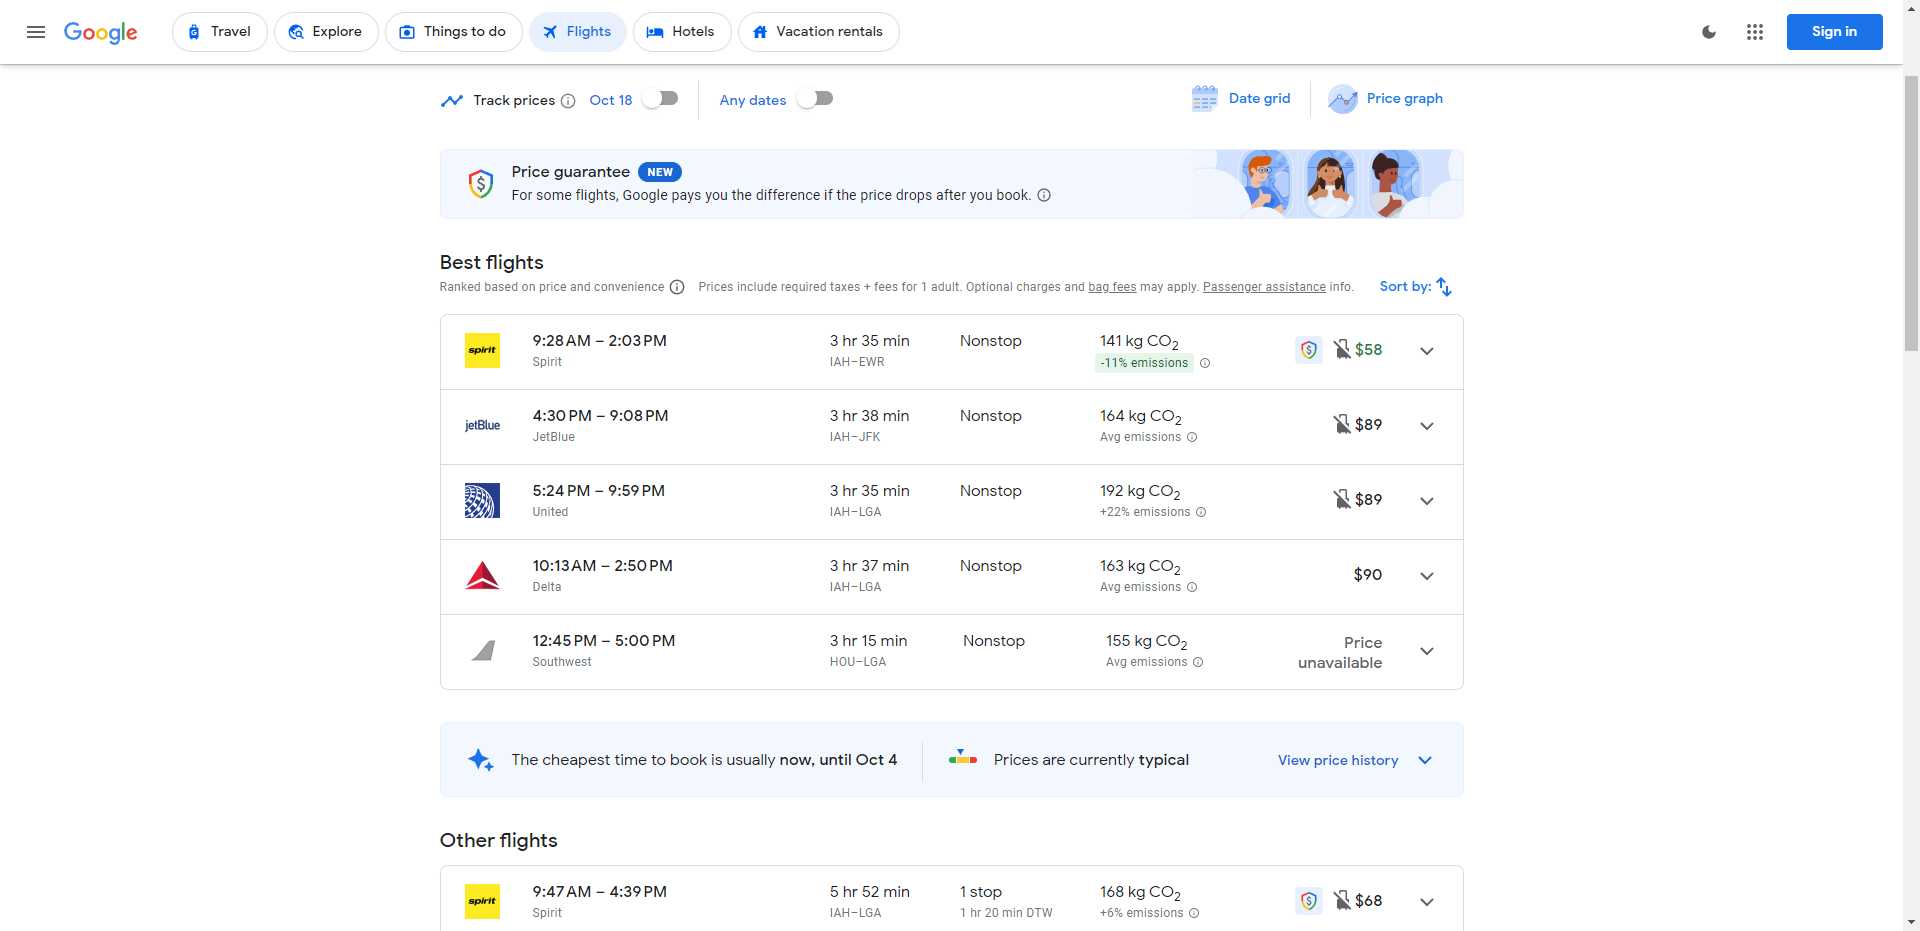 Google
Travel
Explore
Things to do
Flights
Hotels
Vacation rentals
Sign in
Track prices
Oct 18
Any dates
Date grid
Price graph
Price guarantee NEW
For some flights, Google pays you the difference if the price drops after you book.
Best flights
Ranked based on price and convenience Prices include required taxes + fees for 1 adult. Optional charges and bag fees may apply. Passenger assistance info. Sort by:
spirit
9:28 AM – 2:03 PM 3 hr 35 min Nonstop 141 kg CO2 $58
Spirit IAH–EWR -11% emissions
jetBlue
4:30 PM – 9:08 PM 3 hr 38 min Nonstop 164 kg CO2 $89
JetBlue IAH–JFK Avg emissions
5:24 PM – 9:59 PM 3 hr 35 min Nonstop 192 kg CO2 $89
United IAH–LGA +22% emissions
10:13 AM – 2:50 PM 3 hr 37 min Nonstop 163 kg CO2 $90
Delta IAH–LGA Avg emissions
12:45 PM – 5:00 PM 3 hr 15 min Nonstop 155 kg CO2 Price unavailable
Southwest HOU–LGA Avg emissions
The cheapest time to book is usually now, until Oct 4
Prices are currently typical
View price history
Other flights
spirit
9:47 AM – 4:39 PM 5 hr 52 min 1 stop 168 kg CO2 $68
Spirit IAH–LGA 1 hr 20 min DTW +6% emissions